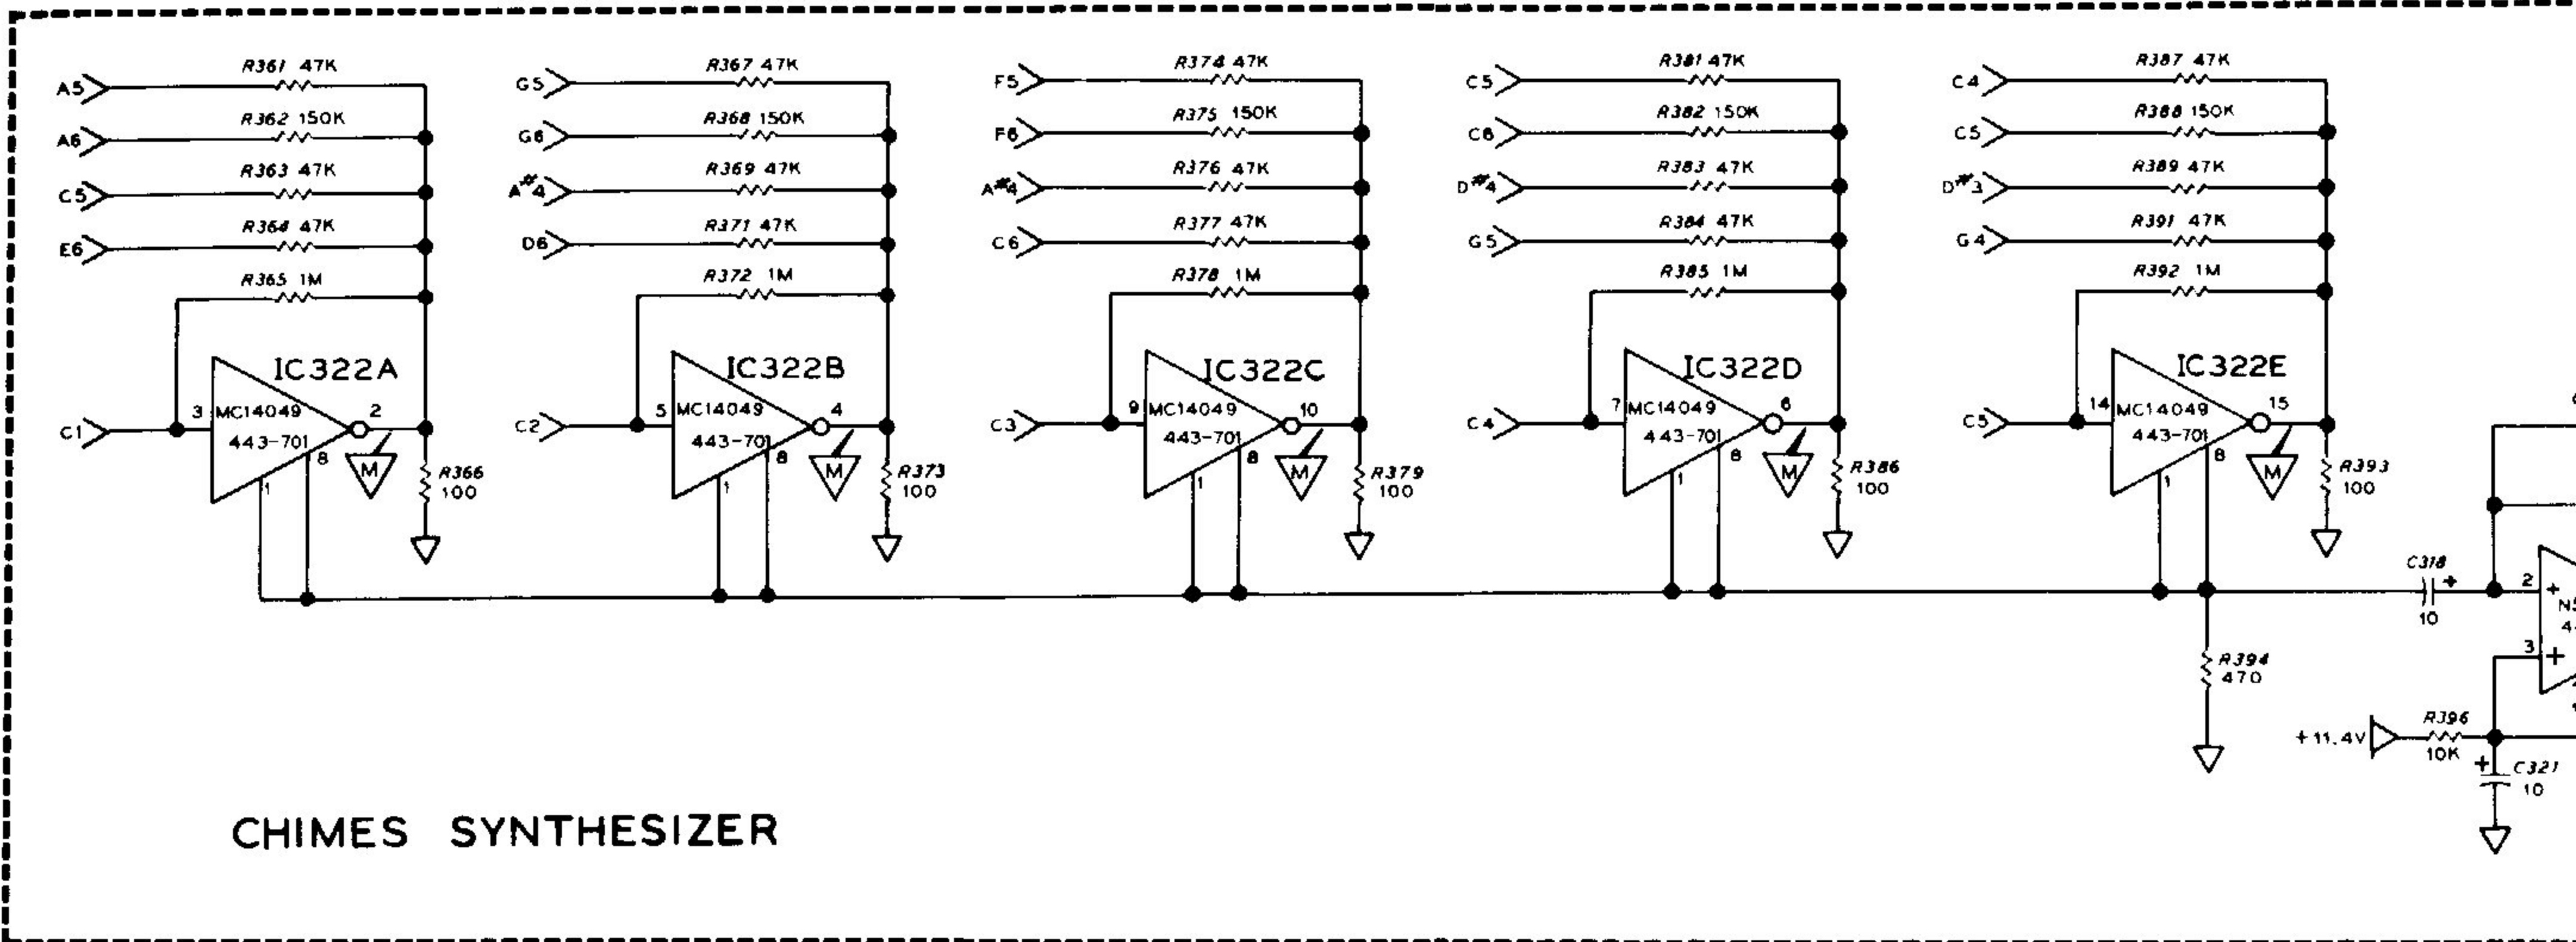 A5 R361 47K
A6 R362 150K
C5 R363 47K
E6 R364 47K
R365 1M
IC322A
C1 3 MC14049 2
443-701
1 8 M
R366
100
G5 R367 47K
G6 R368 150K
A#4 R369 47K
D6 R371 47K
R372 1M
IC322B
C2 5 MC14049 4
443-701
1 8 M
R373
100
F5 R374 47K
F6 R375 150K
A#4 R376 47K
C6 R377 47K
R378 1M
IC322C
C3 9 MC14049 10
443-701
1 8 M
R379
100
C5 R381 47K
C6 R382 150K
D#4 R383 47K
G5 R384 47K
R385 1M
IC322D
C4 7 MC14049 6
443-701
1 8 M
R386
100
C4 R387 47K
C5 R388 150K
D#3 R389 47K
G4 R391 47K
R392 1M
IC322E
C5 14 MC14049 15
443-701
1 8 M
R393
100
C318
+
10
2 +
3 +
R394
470
+11.4V R396
10K
+ C321
10
CHIMES SYNTHESIZER